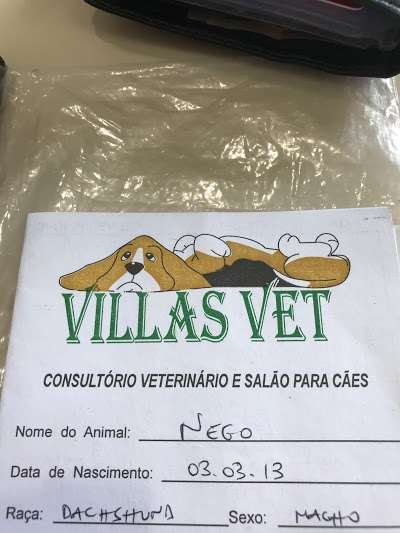 VILLAS VET
CONSULTÓRIO VETERINÁRIO E SALÃO PARA CÃES
Nome do Animal: NEGO
Data de Nascimento: 03.03.13
Raça: DACHSHUND Sexo: MACHO